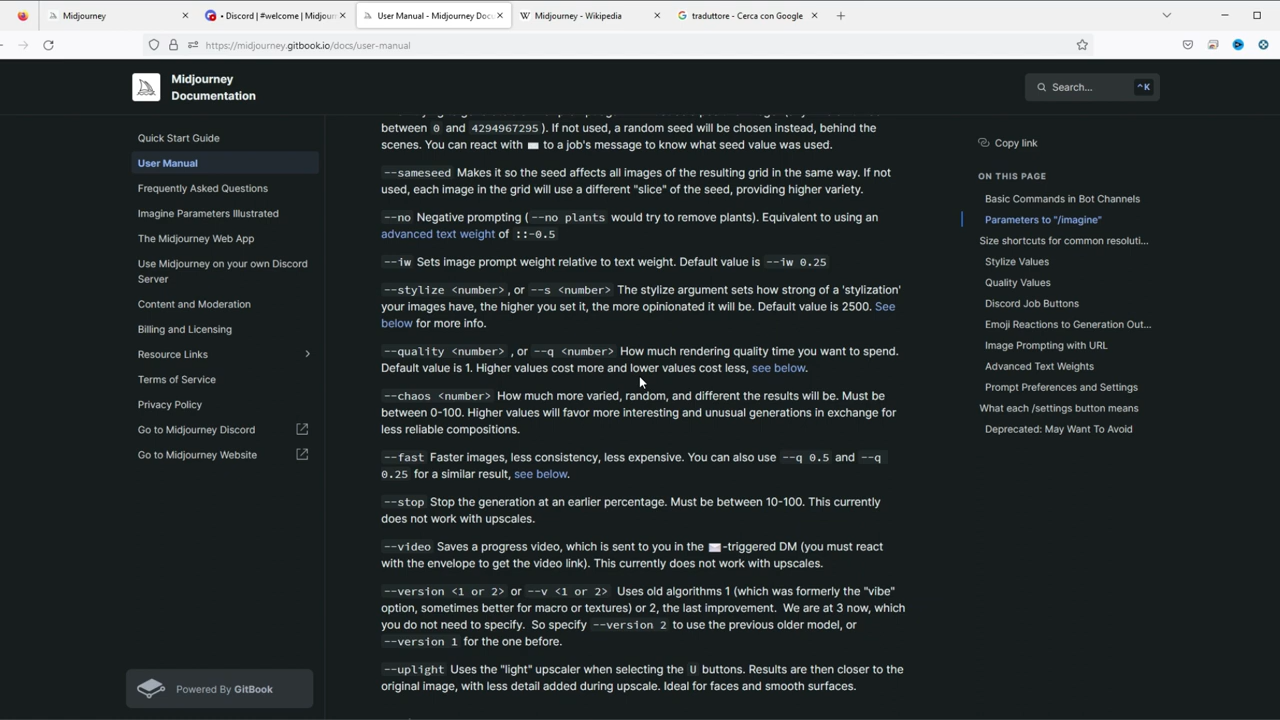 Midjourney
• Discord | #welcome | Midjour
User Manual - Midjourney Doc
Midjourney - Wikipedia
traduttore - Cerca con Google
https://midjourney.gitbook.io/docs/user-manual
Midjourney
Documentation
Search...
^K
Quick Start Guide
User Manual
Frequently Asked Questions
Imagine Parameters Illustrated
The Midjourney Web App
Use Midjourney on your own Discord
Server
Content and Moderation
Billing and Licensing
Resource Links
Terms of Service
Privacy Policy
Go to Midjourney Discord
Go to Midjourney Website
Powered By GitBook
between 0 and 4294967295). If not used, a random seed will be chosen instead, behind the
scenes. You can react with ✉️ to a job's message to know what seed value was used.
--sameseed Makes it so the seed affects all images of the resulting grid in the same way. If not
used, each image in the grid will use a different "slice" of the seed, providing higher variety.
--no Negative prompting ( --no plants would try to remove plants). Equivalent to using an
advanced text weight of ::-0.5
--iw Sets image prompt weight relative to text weight. Default value is --iw 0.25
--stylize <number>, or --s <number> The stylize argument sets how strong of a 'stylization'
your images have, the higher you set it, the more opinionated it will be. Default value is 2500. See
below for more info.
--quality <number> , or --q <number> How much rendering quality time you want to spend.
Default value is 1. Higher values cost more and lower values cost less, see below.
--chaos <number> How much more varied, random, and different the results will be. Must be
between 0-100. Higher values will favor more interesting and unusual generations in exchange for
less reliable compositions.
--fast Faster images, less consistency, less expensive. You can also use --q 0.5 and --q
0.25 for a similar result, see below.
--stop Stop the generation at an earlier percentage. Must be between 10-100. This currently
does not work with upscales.
--video Saves a progress video, which is sent to you in the ✉️-triggered DM (you must react
with the envelope to get the video link). This currently does not work with upscales.
--version <1 or 2> or --v <1 or 2> Uses old algorithms 1 (which was formerly the "vibe"
option, sometimes better for macro or textures) or 2, the last improvement. We are at 3 now, which
you do not need to specify. So specify --version 2 to use the previous older model, or
--version 1 for the one before.
--uplight Uses the "light" upscaler when selecting the U buttons. Results are then closer to the
original image, with less detail added during upscale. Ideal for faces and smooth surfaces.
Copy link
ON THIS PAGE
Basic Commands in Bot Channels
Parameters to "/imagine"
Size shortcuts for common resoluti...
Stylize Values
Quality Values
Discord Job Buttons
Emoji Reactions to Generation Out...
Image Prompting with URL
Advanced Text Weights
Prompt Preferences and Settings
What each /settings button means
Deprecated: May Want To Avoid